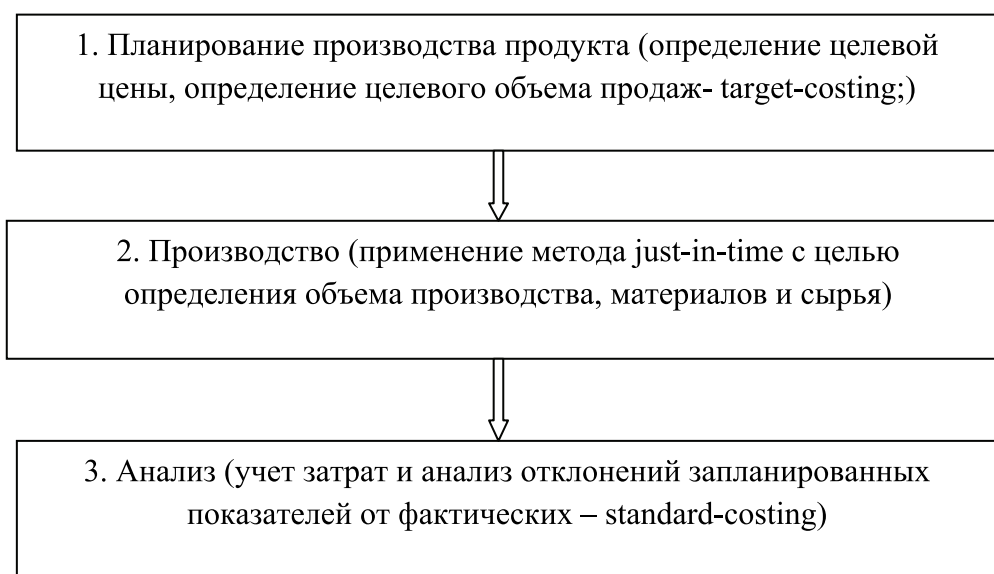 1. Планирование производства продукта (определение целевой
цены, определение целевого объема продаж- target-costing;)
2. Производство (применение метода just-in-time с целью
определения объема производства, материалов и сырья)
3. Анализ (учет затрат и анализ отклонений запланированных
показателей от фактических – standard-costing)